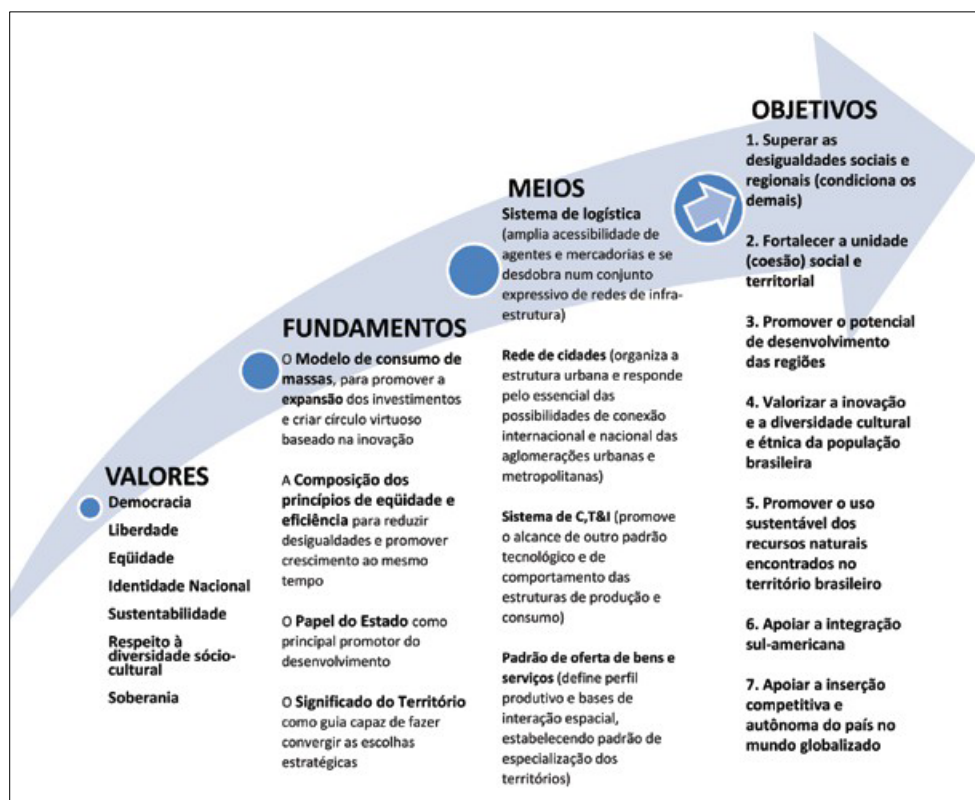 VALORES
Democracia
Liberdade
Eqüidade
Identidade Nacional
Sustentabilidade
Respeito à
diversidade sócio-
cultural
Soberania
FUNDAMENTOS
O Modelo de consumo de
massas, para promover a
expansão dos investimentos
e criar círculo virtuoso
baseado na inovação
A Composição dos
princípios de eqüidade e
eficiência para reduzir
desigualdades e promover
crescimento ao mesmo
tempo
O Papel do Estado como
principal promotor do
desenvolvimento
O Significado do Território
como guia capaz de fazer
convergir as escolhas
estratégicas
MEIOS
Sistema de logística
(amplia acessibilidade de
agentes e mercadorias e se
desdobra num conjunto
expressivo de redes de infra-
estrutura)
Rede de cidades (organiza a
estrutura urbana e responde
pelo essencial das
possibilidades de conexão
internacional e nacional das
aglomerações urbanas e
metropolitanas)
Sistema de C,T&I (promove
o alcance de outro padrão
tecnológico e de
comportamento das
estruturas de produção e
consumo)
Padrão de oferta de bens e
serviços (define perfil
produtivo e bases de
interação espacial,
estabelecendo padrão de
especialização dos
territórios)
OBJETIVOS
1. Superar as
desigualdades sociais e
regionais (condiciona os
demais)
2. Fortalecer a unidade
(coesão) social e
territorial
3. Promover o potencial
de desenvolvimento
das regiões
4. Valorizar a inovação
e a diversidade cultural
e étnica da população
brasileira
5. Promover o uso
sustentável dos
recursos naturais
encontrados no
território brasileiro
6. Apoiar a integração
sul-americana
7. Apoiar a inserção
competitiva e
autônoma do país no
mundo globalizado